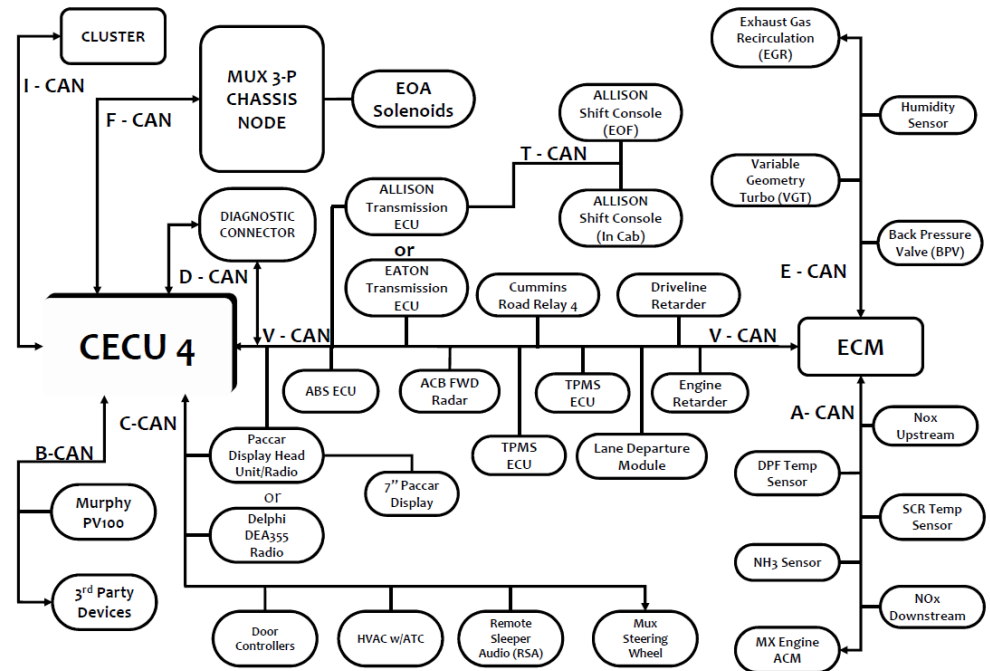 CLUSTER
I - CAN
F - CAN
MUX 3-P
CHASSIS
NODE
EOA
Solenoids
DIAGNOSTIC
CONNECTOR
D - CAN
CECU 4
ALLISON
Transmission
ECU
or
EATON
Transmission
ECU
T - CAN
ALLISON
Shift Console
(EOF)
ALLISON
Shift Console
(In Cab)
Cummins
Road Relay 4
Driveline
Retarder
V - CAN
V - CAN
ABS ECU
ACB FWD
Radar
TPMS
ECU
TPMS
ECU
Engine
Retarder
Lane Departure
Module
Exhaust Gas
Recirculation
(EGR)
Humidity
Sensor
Variable
Geometry
Turbo (VGT)
Back Pressure
Valve (BPV)
E - CAN
ECM
A- CAN
Nox
Upstream
DPF Temp
Sensor
SCR Temp
Sensor
NH3 Sensor
NOx
Downstream
MX Engine
ACM
B-CAN
Murphy
PV100
3rd Party
Devices
C-CAN
Paccar
Display Head
Unit/Radio
or
Delphi
DEA355
Radio
7” Paccar
Display
Door
Controllers
HVAC w/ATC
Remote
Sleeper
Audio (RSA)
Mux
Steering
Wheel